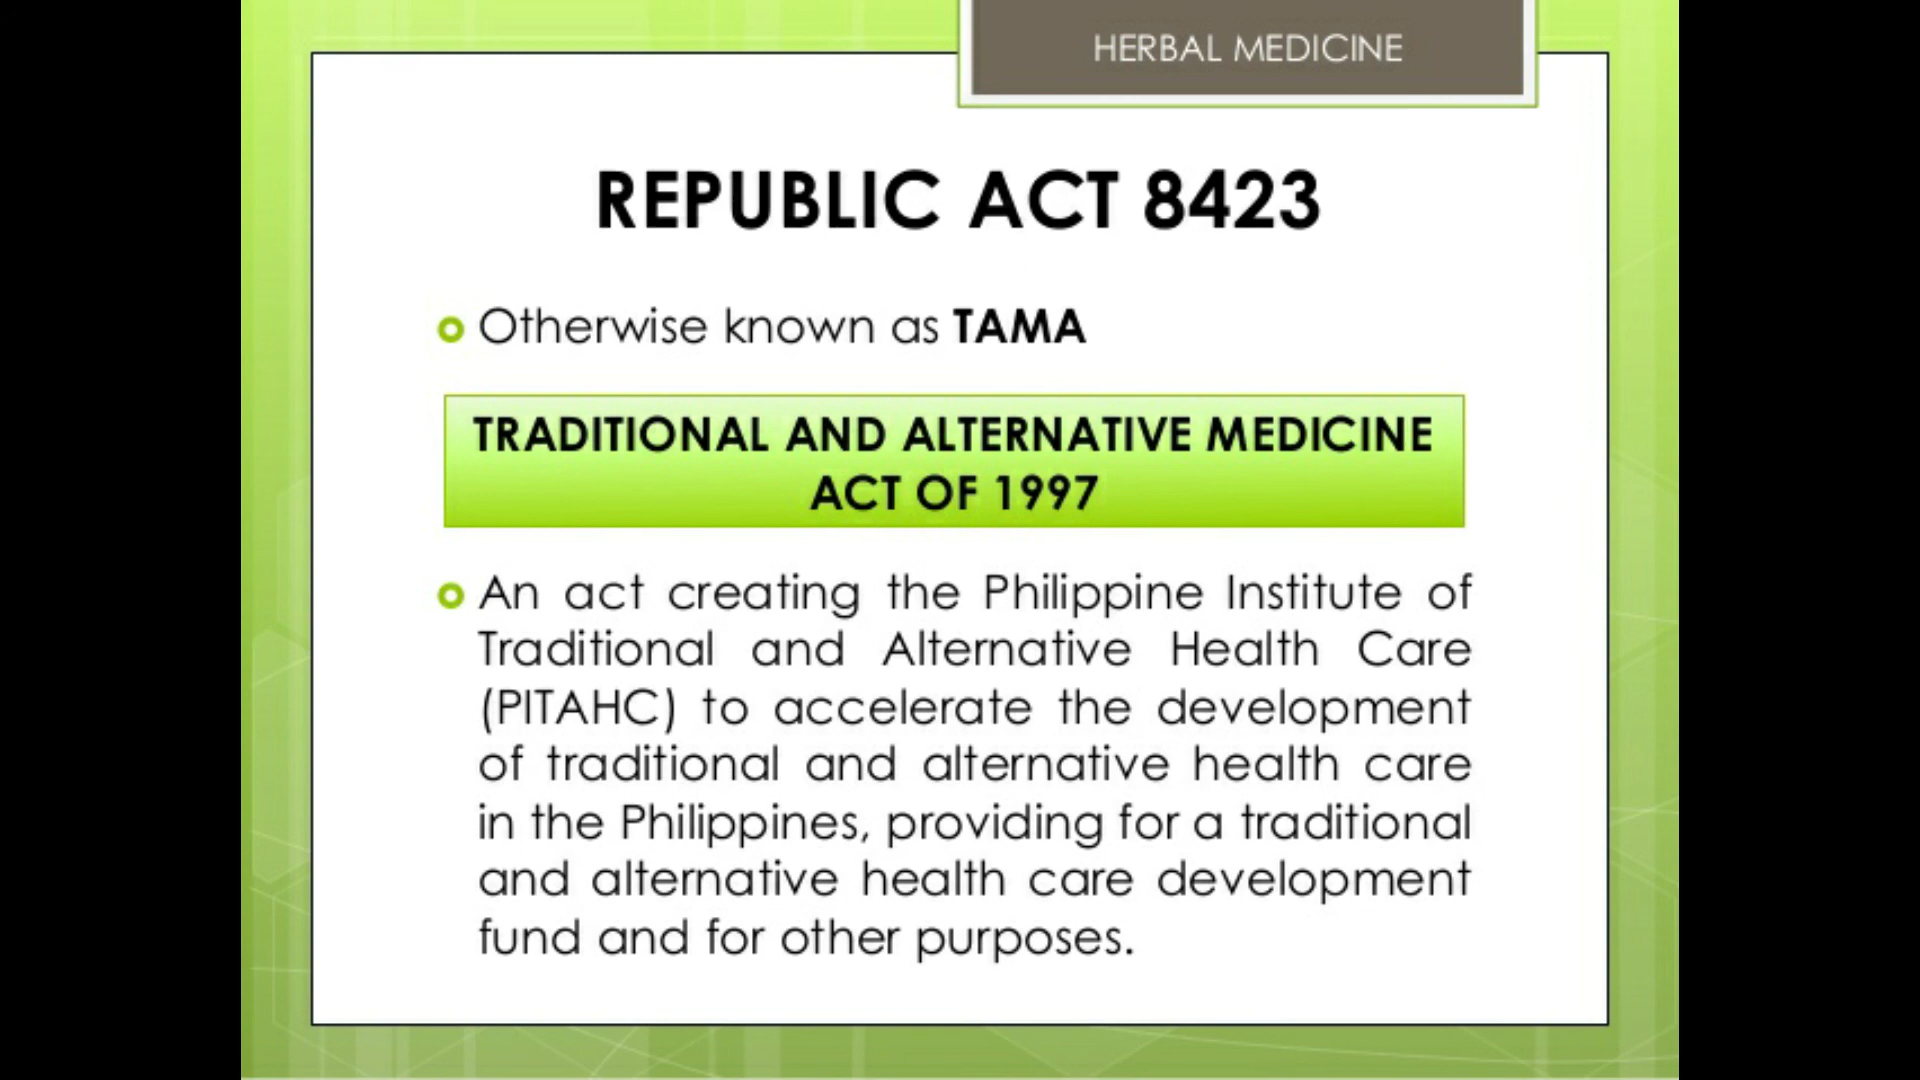 HERBAL MEDICINE
REPUBLIC ACT 8423
Otherwise known as TAMA
TRADITIONAL AND ALTERNATIVE MEDICINE
ACT OF 1997
An act creating the Philippine Institute of
Traditional and Alternative Health Care
(PITAHC) to accelerate the development
of traditional and alternative health care
in the Philippines, providing for a traditional
and alternative health care development
fund and for other purposes.